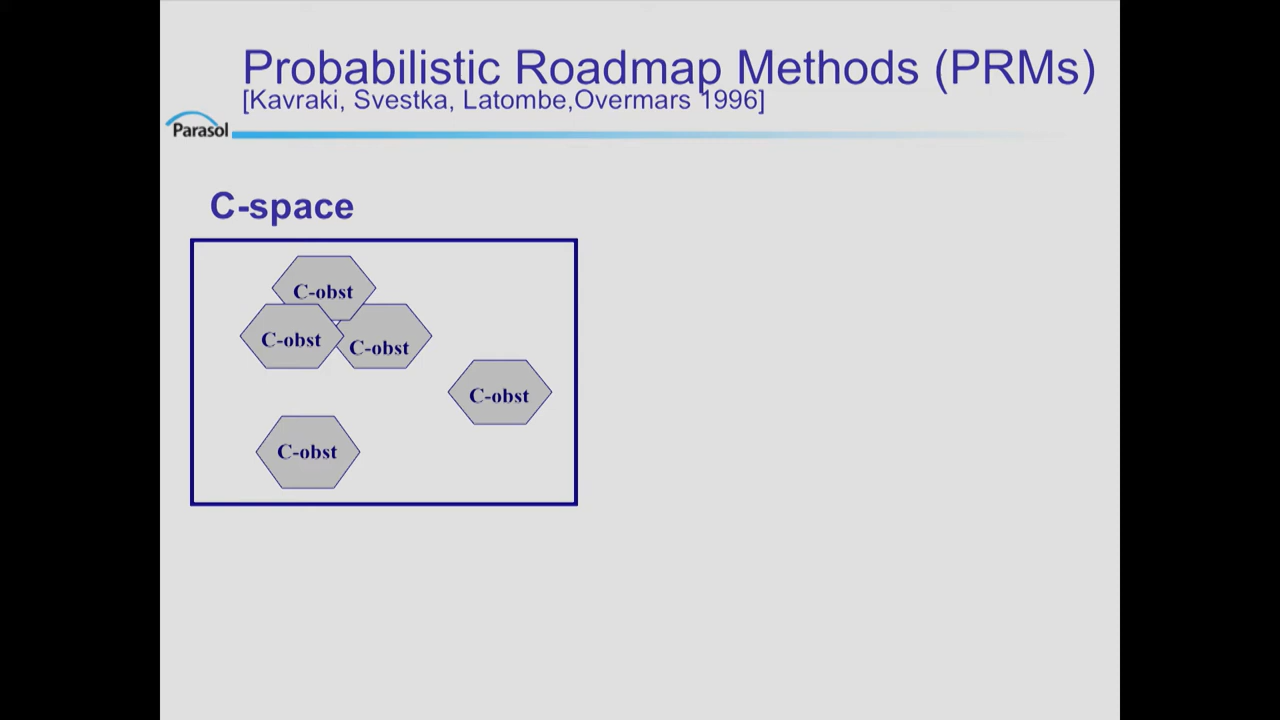 Probabilistic Roadmap Methods (PRMs)
[Kavraki, Svestka, Latombe,Overmars 1996]
Parasol
C-space
C-obst
C-obst
C-obst
C-obst
C-obst